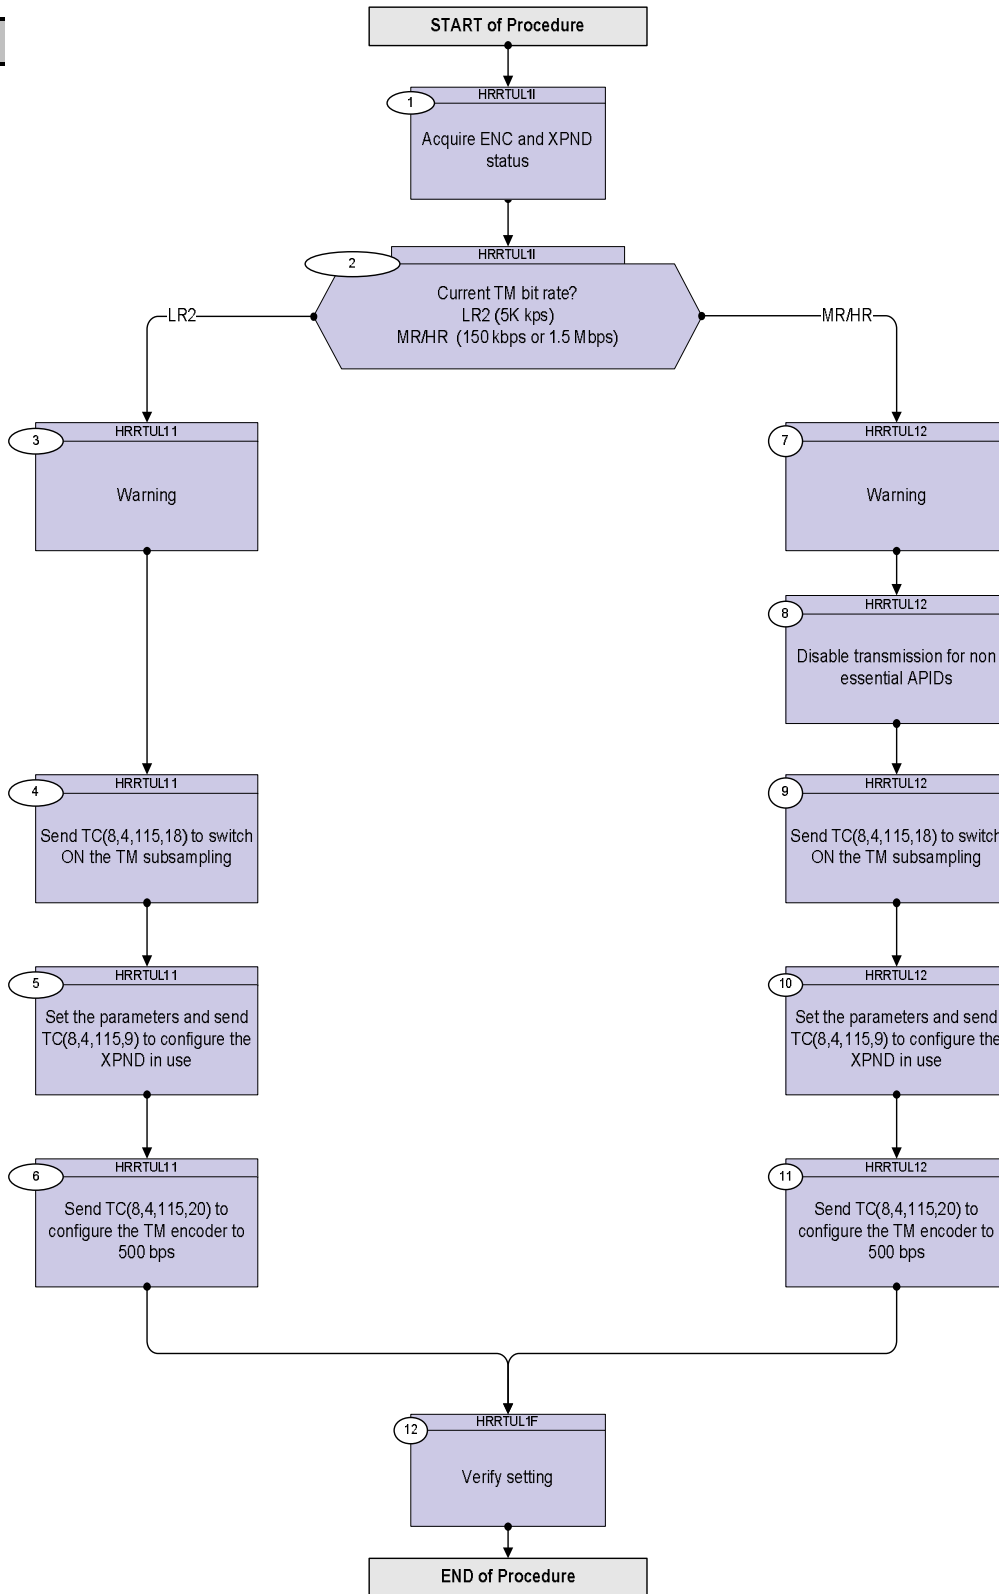 START of Procedure
HRRTUL1I
1
Acquire ENC and XPND
status
HRRTUL1I
2
Current TM bit rate?
LR2 (5K kps)
MR/HR (150 kbps or 1.5 Mbps)
LR2
MR/HR
HRRTUL11
3
Warning
HRRTUL12
7
Warning
HRRTUL12
8
Disable transmission for non
essential APIDs
HRRTUL11
4
Send TC(8,4,115,18) to switch
ON the TM subsampling
HRRTUL12
9
Send TC(8,4,115,18) to switch
ON the TM subsampling
HRRTUL11
5
Set the parameters and send
TC(8,4,115,9) to configure the
XPND in use
HRRTUL12
10
Set the parameters and send
TC(8,4,115,9) to configure the
XPND in use
HRRTUL11
6
Send TC(8,4,115,20) to
configure the TM encoder to
500 bps
HRRTUL12
11
Send TC(8,4,115,20) to
configure the TM encoder to
500 bps
HRRTUL1F
12
Verify setting
END of Procedure